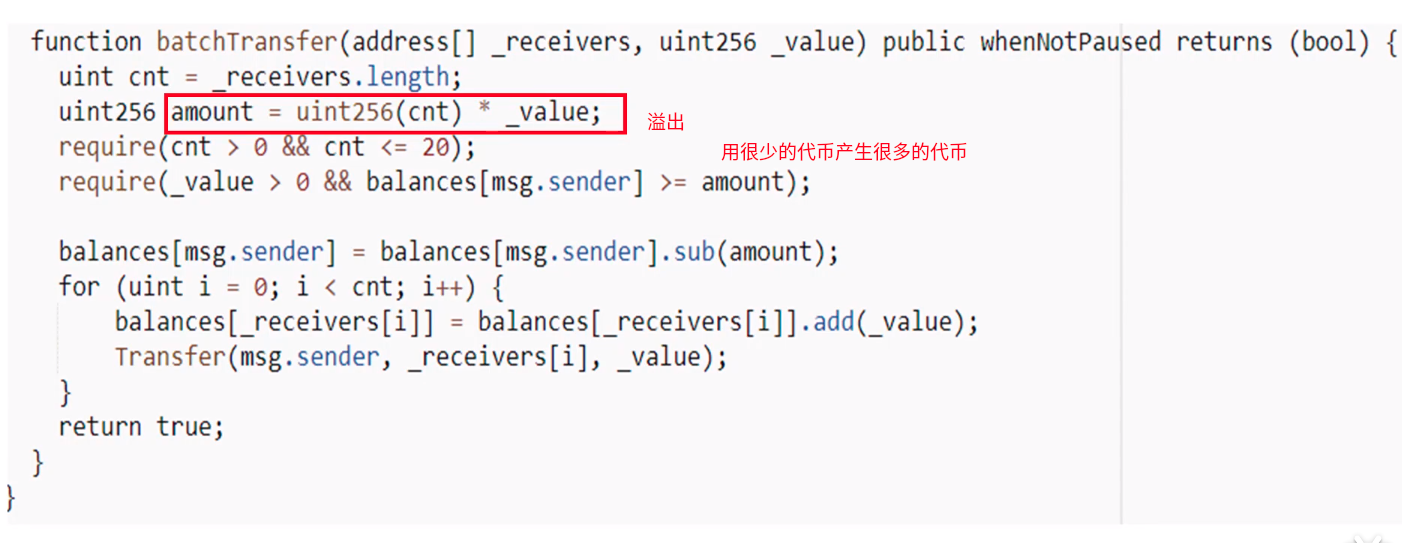 function batchTransfer(address[] _receivers, uint256 _value) public whenNotPaused returns (bool) {
uint cnt = _receivers.length;
uint256 amount = uint256(cnt) * _value; 溢出
require(cnt > 0 && cnt <= 20); 用很少的代币产生很多的代币
require(_value > 0 && balances[msg.sender] >= amount);
balances[msg.sender] = balances[msg.sender].sub(amount);
for (uint i = 0; i < cnt; i++) {
balances[_receivers[i]] = balances[_receivers[i]].add(_value);
Transfer(msg.sender, _receivers[i], _value);
}
return true;
}
}